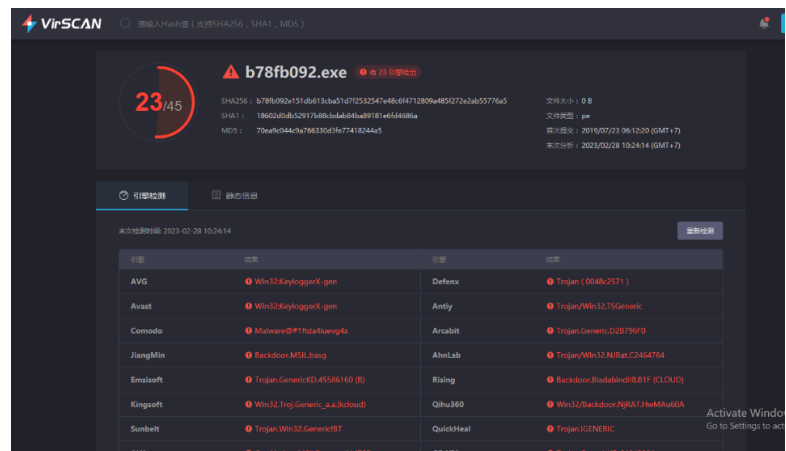 VirSCAN
请输入Hash值 ( 支持SHA256 , SHA1 , MD5 )
b78fb092.exe
有 23 引擎检出
23/45
SHA256 : b78fb092e151db613cba51d7f2532547e48c6f4712809a485f272e2ab55776a5
SHA1 : 18602d0db52917b88cbdab84ba89181e6fd4686a
MD5 : 70ea9c044c9a766330d3fe77418244a5
文件大小 : 0 B
文件类型 : pe
首次提交 : 2019/07/23 06:12:20 (GMT+7)
末次分析 : 2023/02/28 10:24:14 (GMT+7)
引擎检测
静态信息
末次检测时间: 2023-02-28 10:24:14
重新检测
引擎 结果 引擎 结果
AVG Win32:KeyloggerX-gen Defenx Trojan ( 0048c2571 )
Avast Win32:KeyloggerX-gen Antiy Trojan/Win32.TSGeneric
Comodo Malware@#1ftda4iuevg4x Arcabit Trojan.Generic.D2B796F0
JiangMin Backdoor.MSIL.basg AhnLab Trojan/Win32.NJRat.C2464784
Emsisoft Trojan.GenericKD.45586160 (B) Rising Backdoor.Bladabindi!8.B1F (CLOUD)
Kingsoft Win32.Troj.Generic_a.a.(kcloud) Qihu360 Win32/Backdoor.NjRAT.HwMAu60A
Sunbelt Trojan.Win32.Generic!BT QuickHeal Trojan.IGENERIC
Activate Window
Go to Settings to act